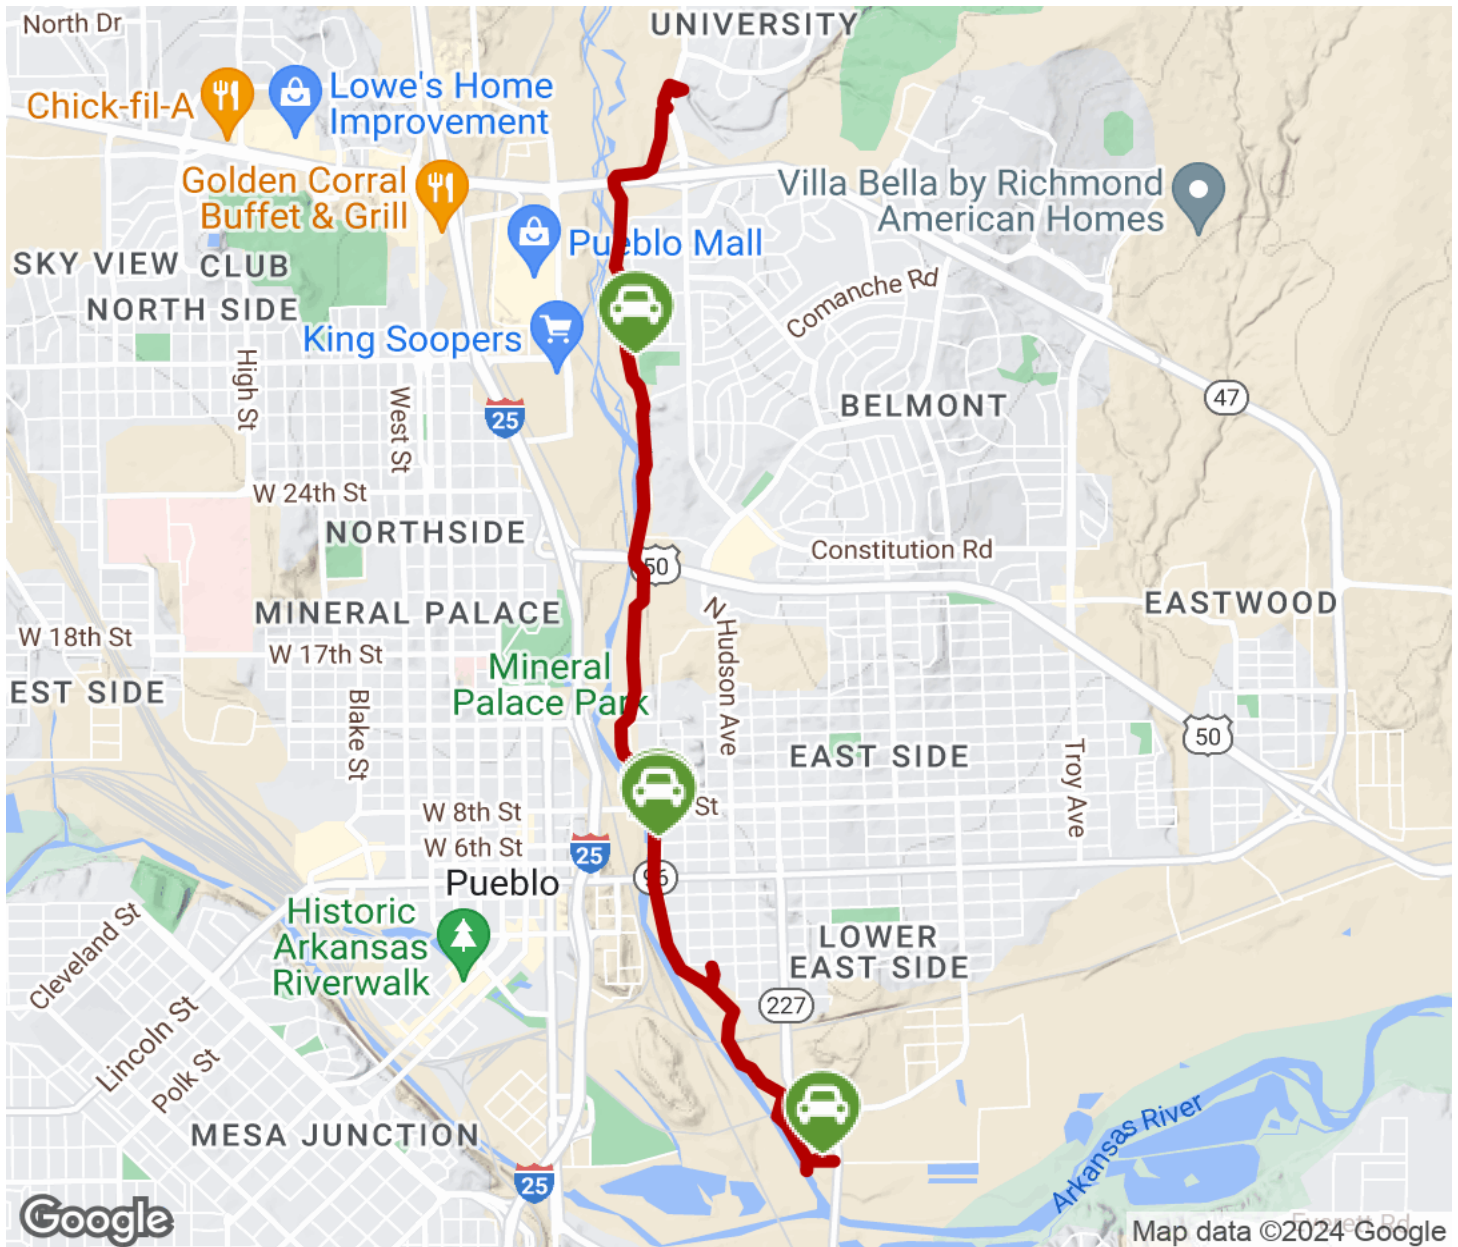 North Dr
UNIVERSITY
Chick-fil-A
Lowe's Home
Improvement
Golden Corral
Buffet & Grill
Villa Bella by Richmond
American Homes
Pueblo Mall
SKY VIEW
CLUB
NORTH SIDE
Comanche Rd
King Soopers
High St
West St
25
BELMONT
47
W 24th St
NORTHSIDE
Constitution Rd
50
MINERAL PALACE
EASTWOOD
N Hudson Ave
W 18th St
W 17th St
Mineral
Palace Park
EST SIDE
Blake St
EAST SIDE
50
Troy Ave
W 8th St
St
W 6th St
25
Pueblo
96
Historic
Arkansas
Riverwalk
Cleveland St
LOWER
EAST SIDE
227
Lincoln St
Polk St
MESA JUNCTION
Arkansas River
25
Google
Everett Rd
Map data ©2024 Google